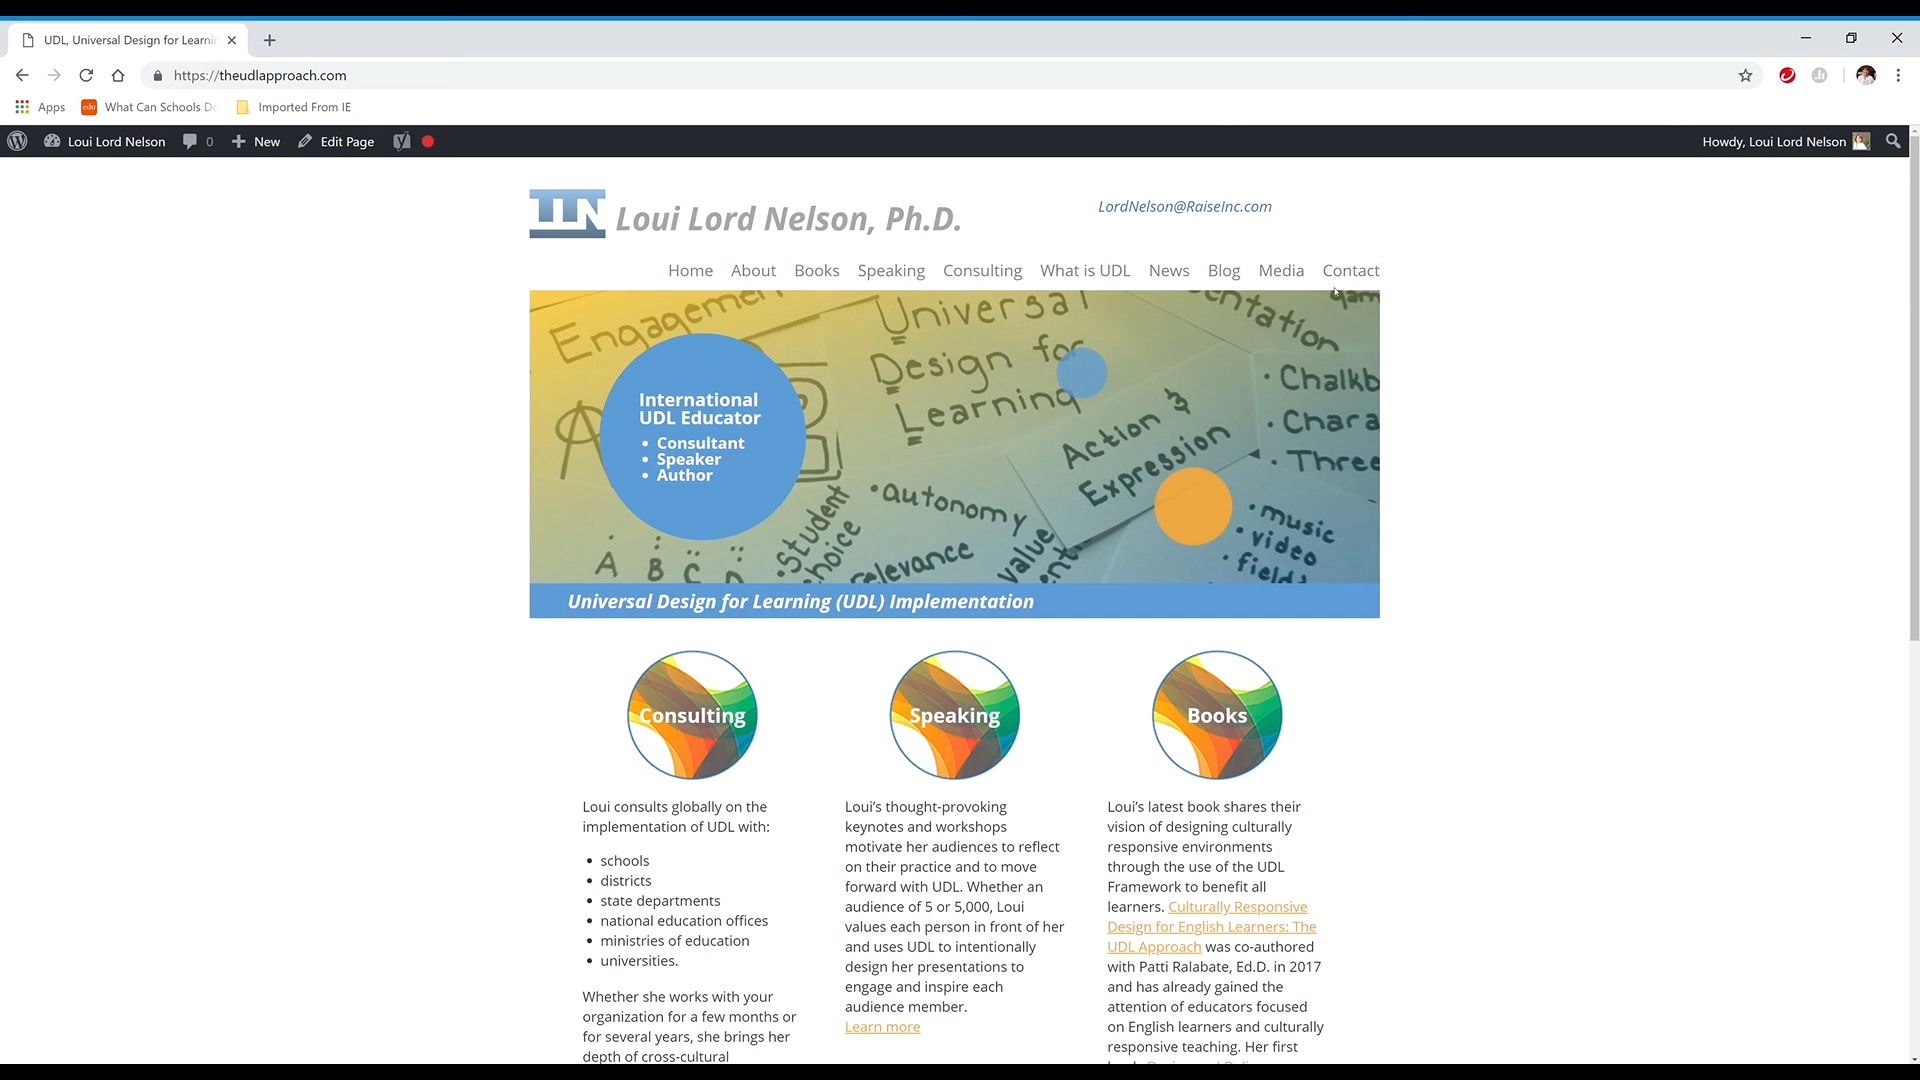 UDL, Universal Design for Learni
https://theudlapproach.com
Apps
What Can Schools Do
Imported From IE
Loui Lord Nelson
0
New
Edit Page
Howdy, Loui Lord Nelson
LLN
Loui Lord Nelson, Ph.D.
LordNelson@RaiseInc.com
Home About Books Speaking Consulting What is UDL News Blog Media Contact
Engagemen
Universal
Design for
Learning
entation
International
UDL Educator
• Consultant
• Speaker
• Author
Action &
Expression
• Chalkb
• Chara
• Three
• Student
choice
• autonomy
relevance
value
• music
• video
• field
A B C D
Universal Design for Learning (UDL) Implementation
Consulting
Loui consults globally on the
implementation of UDL with:
• schools
• districts
• state departments
• national education offices
• ministries of education
• universities.
Whether she works with your
organization for a few months or
for several years, she brings her
depth of cross-cultural
Speaking
Loui’s thought-provoking
keynotes and workshops
motivate her audiences to reflect
on their practice and to move
forward with UDL. Whether an
audience of 5 or 5,000, Loui
values each person in front of her
and uses UDL to intentionally
design her presentations to
engage and inspire each
audience member.
Learn more
Books
Loui’s latest book shares their
vision of designing culturally
responsive environments
through the use of the UDL
Framework to benefit all
learners. Culturally Responsive
Design for English Learners: The
UDL Approach was co-authored
with Patti Ralabate, Ed.D. in 2017
and has already gained the
attention of educators focused
on English learners and culturally
responsive teaching. Her first